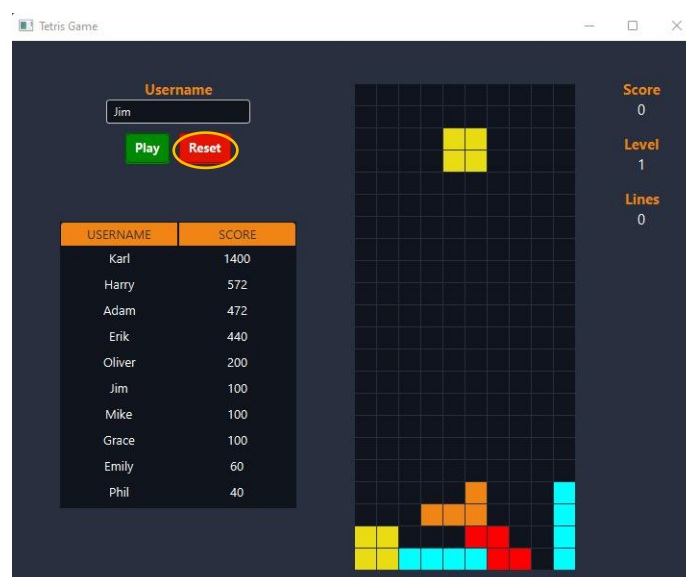 Tetris Game
Username
Jim
Play Reset
USERNAME SCORE
Karl 1400
Harry 572
Adam 472
Erik 440
Oliver 200
Jim 100
Mike 100
Grace 100
Emily 60
Phil 40
Score
0
Level
1
Lines
0